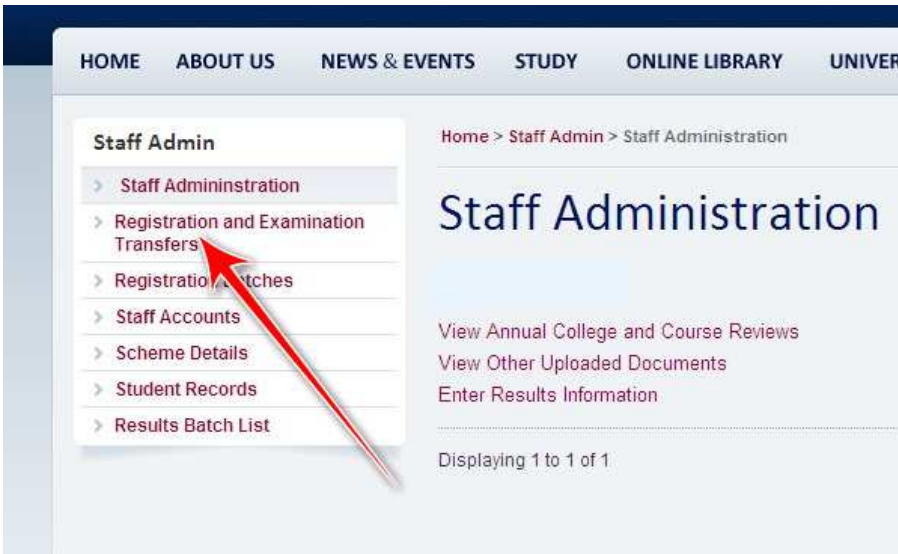 HOME ABOUT US NEWS & EVENTS STUDY ONLINE LIBRARY
Staff Admin
Staff Admininstration
Registration and Examination
Transfers
Registration
Staff Accounts
Scheme Details
Student Records
Results Batch List
Home > Staff Admin > Staff Administration
Staff Administration
View Annual College and Course Reviews
View Other Uploaded Documents
Enter Results Information
Displaying 1 to 1 of 1